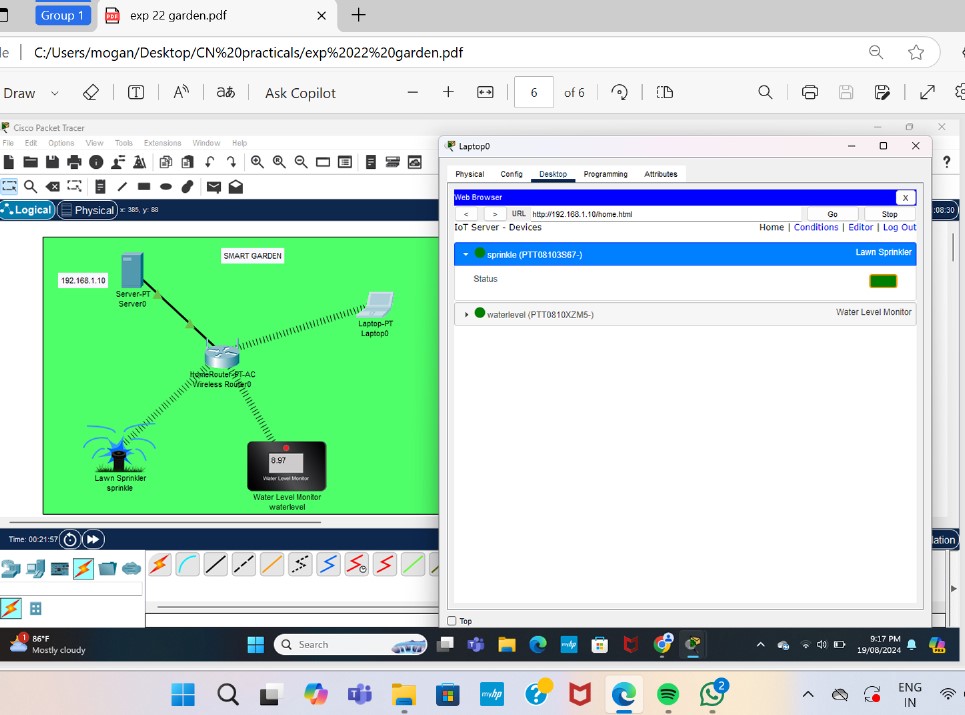 Group 1
exp 22 garden.pdf
C:/Users/mogan/Desktop/CN%20practicals/exp%2022%20garden.pdf
Draw
Ask Copilot
6 of 6
Cisco Packet Tracer
File Edit Options View Tools Extensions Window Help
Logical Physical x: 385, y: 88
:08:30
SMART GARDEN
192.168.1.10
Server-PT
Server0
Laptop-PT
Laptop0
HomeRouter-PT-AC
Wireless Router0
Lawn Sprinkler
sprinkle
Water Level Monitor
Water Level Monitor
waterlevel
Laptop0
Physical Config Desktop Programming Attributes
Web Browser X
< > URL http://192.168.1.10/home.html Go Stop
IoT Server - Devices Home | Conditions | Editor | Log Out
sprinkle (PTT08103S67-) Lawn Sprinkler
Status
waterlevel (PTT0810XZM5-) Water Level Monitor
Top
Time: 00:21:57
86°F
Mostly cloudy
Search
9:17 PM
19/08/2024
ENG
IN
2